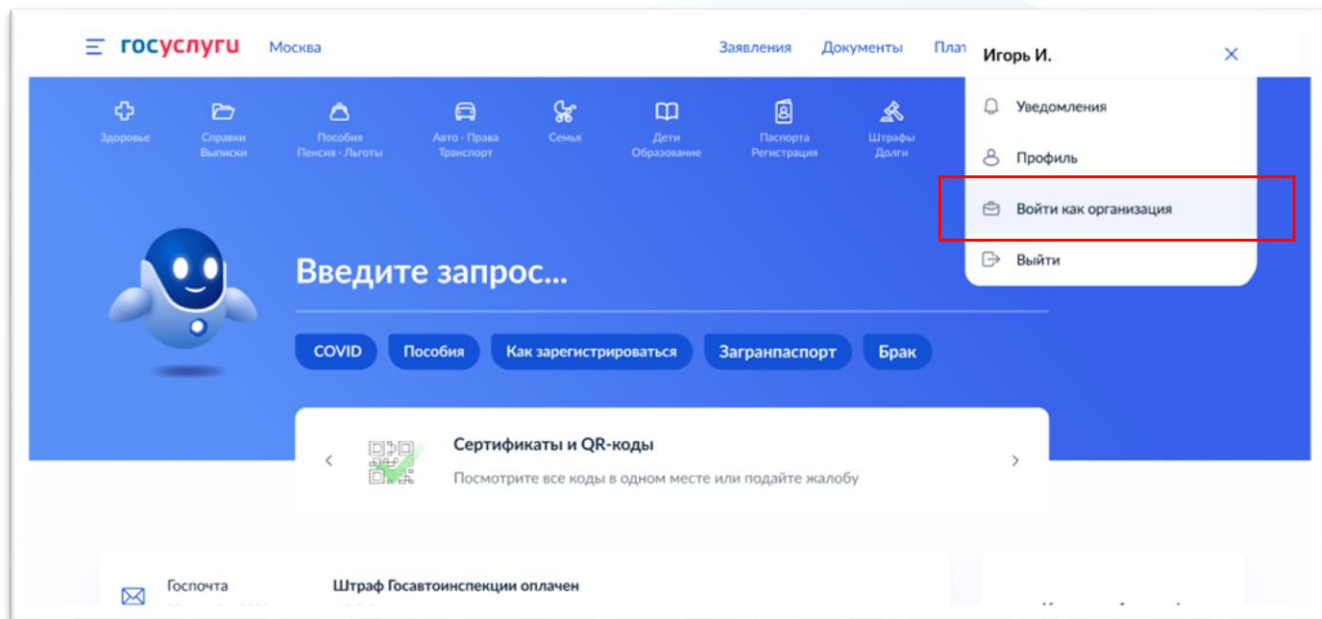 госуслуги Москва Заявления Документы
Игорь И.
Уведомления
Профиль
Войти как организация
Выйти
Здоровье
Справки
Выписки
Пособия
Пенсия - Льготы
Авто - Права
Транспорт
Семья
Дети
Образование
Паспорта
Регистрация
Штрафы
Долги
Введите запрос...
COVID Пособия Как зарегистрироваться Загранпаспорт Брак
Сертификаты и QR-коды
Посмотрите все коды в одном месте или подайте жалобу
Госпочта Штраф Госавтоинспекции оплачен